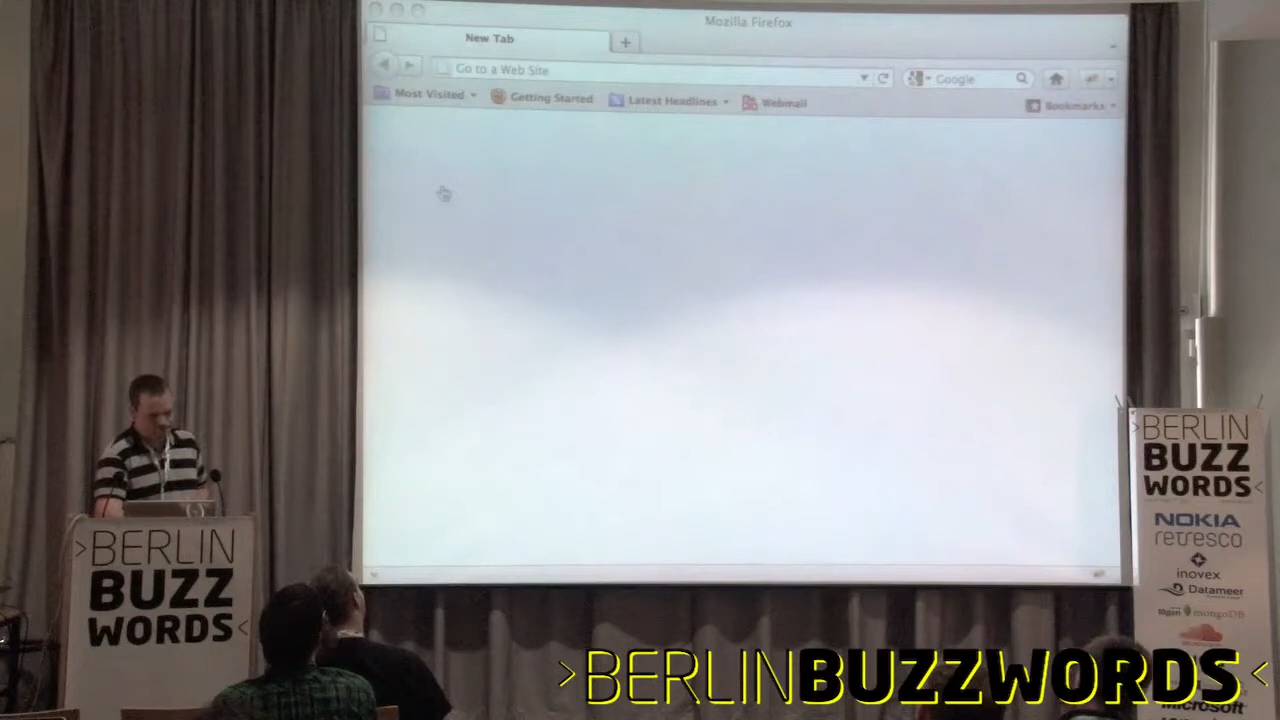 Mozilla Firefox
New Tab
Go to a Web Site
Google
Most Visited
Getting Started
Latest Headlines
Webmail
Bookmarks
>BERLIN
BUZZ
WORDS<
>BERLIN
BUZZ
WORDS<
NOKIA
retresco
inovex
Datameer
10gen mongoDB
Microsoft
>BERLINBUZZWORDS<